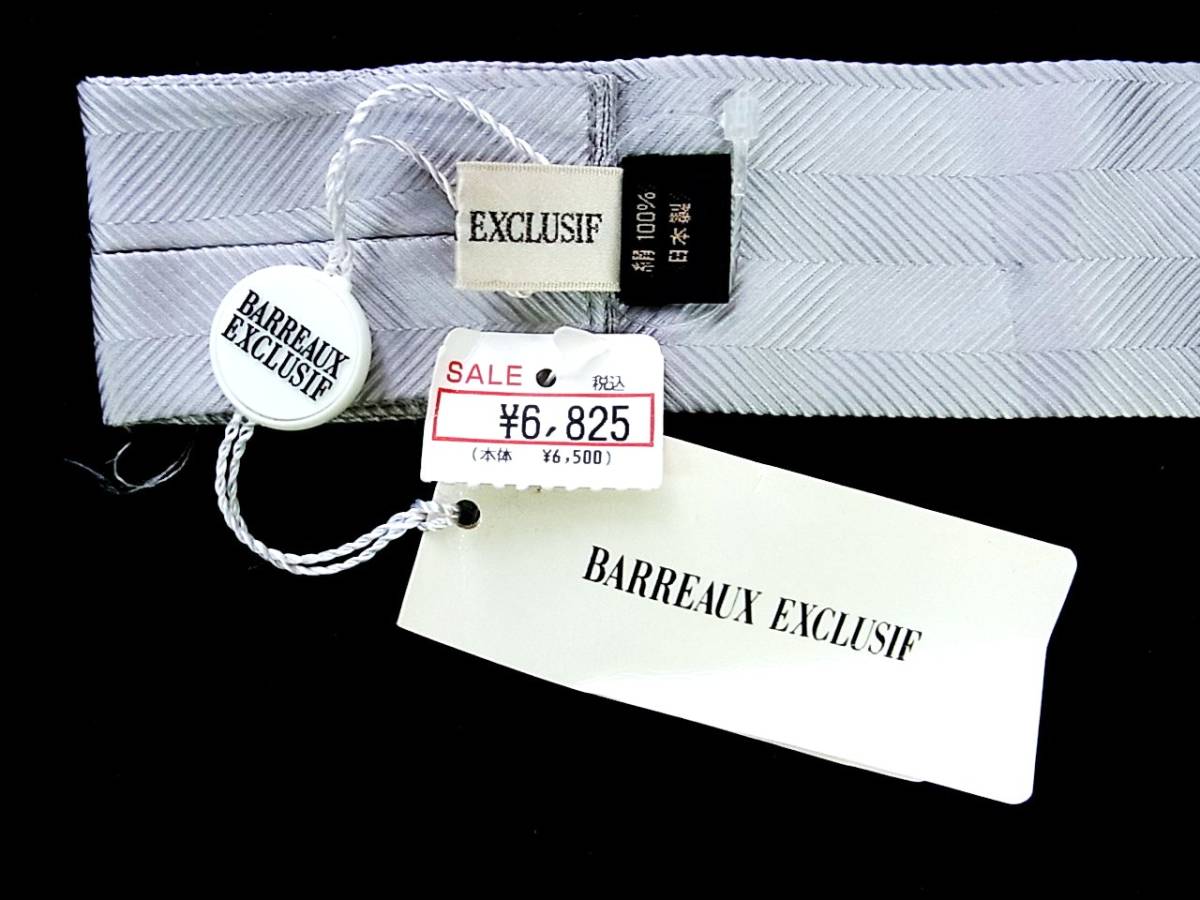 EXCLUSIF
絹 100%
日本製
BARREAUX
EXCLUSIF
SALE
税込
¥6,825
(本体 ¥6,500)
BARREAUX EXCLUSIF